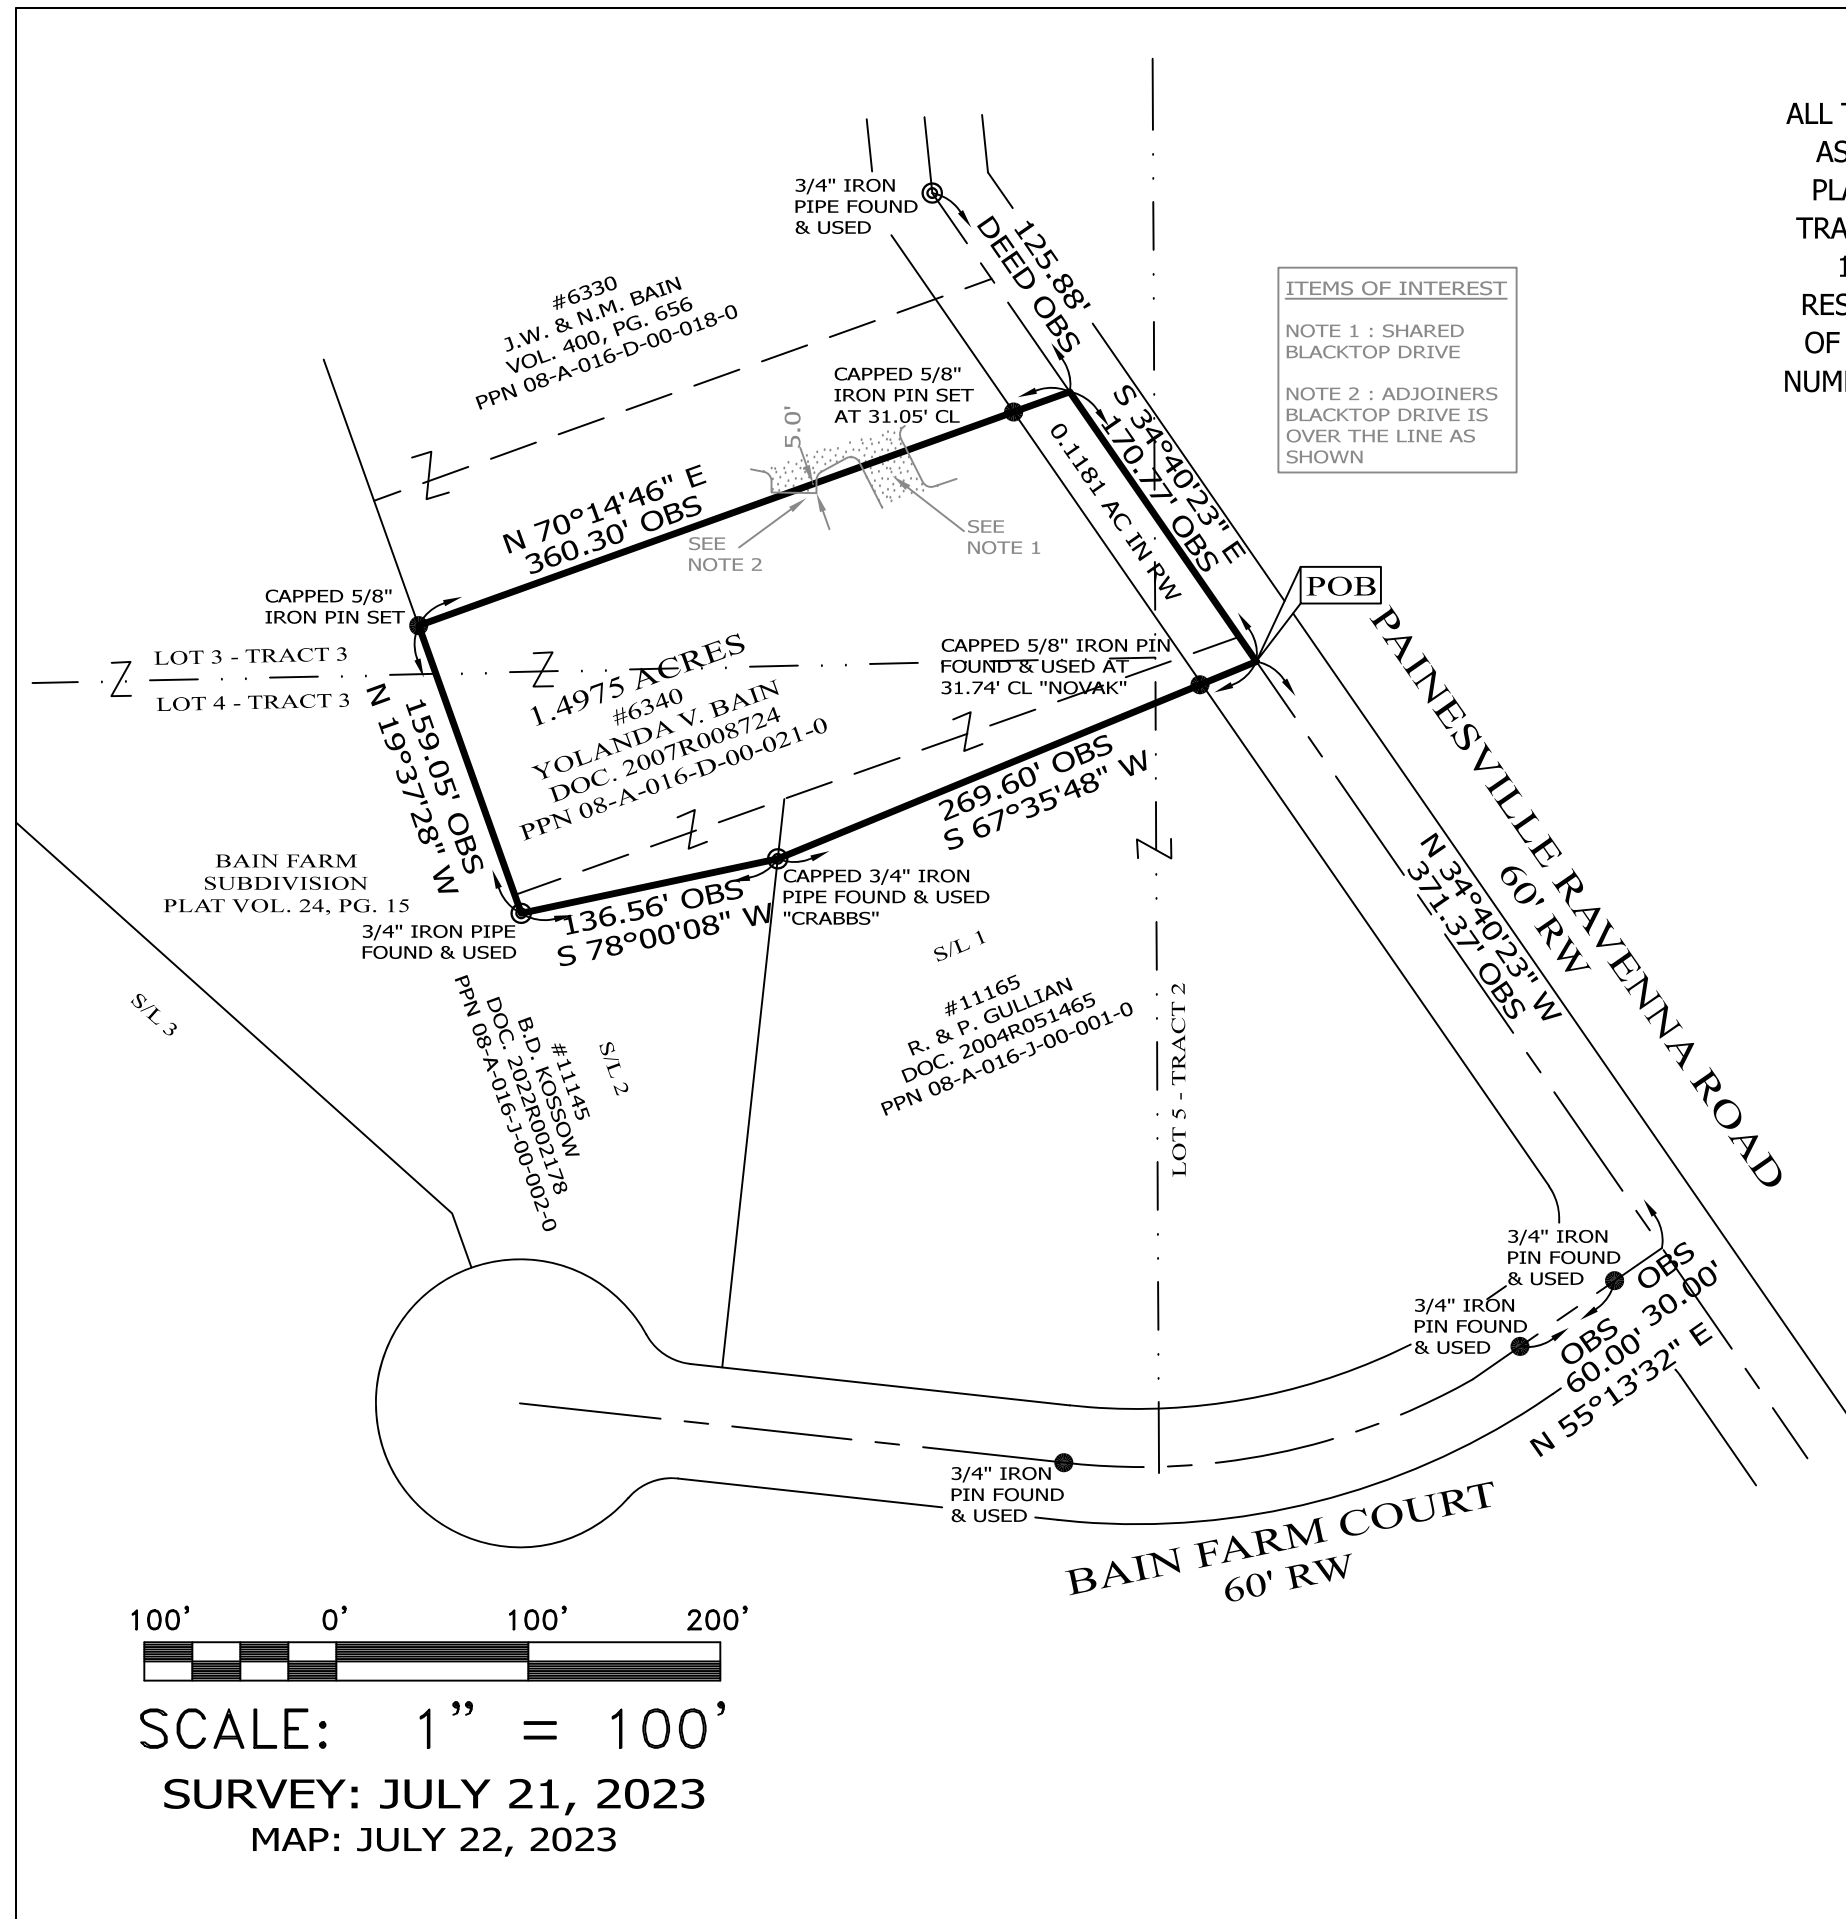 ALL
AS
PLA
TRA
1
RES
OF
NUM
3/4" IRON
PIPE FOUND
& USED
125.88'
DEED OBS
#6330
J.W. & N.M. BAIN
VOL. 400, PG. 656
PPN 08-A-016-D-00-018-0
ITEMS OF INTEREST
NOTE 1 : SHARED
BLACKTOP DRIVE
NOTE 2 : ADJOINERS
BLACKTOP DRIVE IS
OVER THE LINE AS
SHOWN
CAPPED 5/8"
IRON PIN SET
AT 31.05' CL
5.0'
S 34°40'23" E
170.77' OBS
0.1181 AC IN RW
N 70°14'46" E
360.30' OBS
SEE
NOTE 2
SEE
NOTE 1
POB
CAPPED 5/8"
IRON PIN SET
LOT 3 - TRACT 3
LOT 4 - TRACT 3
CAPPED 5/8" IRON PIN
FOUND & USED AT
31.74' CL "NOVAK"
1.4975 ACRES
#6340
YOLANDA V. BAIN
DOC. 2007R008724
PPN 08-A-016-D-00-021-0
159.05' OBS
N 19°37'28" W
269.60' OBS
S 67°35'48" W
PAINESVILLE RAVENNA ROAD
60' RW
N 34°40'23" W
371.37' OBS
BAIN FARM
SUBDIVISION
PLAT VOL. 24, PG. 15
CAPPED 3/4" IRON
PIPE FOUND & USED
"CRABBS"
136.56' OBS
S 78°00'08" W
3/4" IRON PIPE
FOUND & USED
S/L 3
S/L 1
#11165
R. & P. GULLIAN
DOC. 2004R051465
PPN 08-A-016-J-00-001-0
S/L 2
#11145
B.D. KOSSOW
DOC. 2022R002178
PPN 08-A-016-J-00-002-0
LOT 5 - TRACT 2
3/4" IRON
PIN FOUND
& USED
3/4" IRON
PIN FOUND
& USED
OBS
30.00'
OBS
60.00'
N 55°13'32" E
3/4" IRON
PIN FOUND
& USED
BAIN FARM COURT
60' RW
100' 0' 100' 200'
SCALE: 1" = 100'
SURVEY: JULY 21, 2023
MAP: JULY 22, 2023